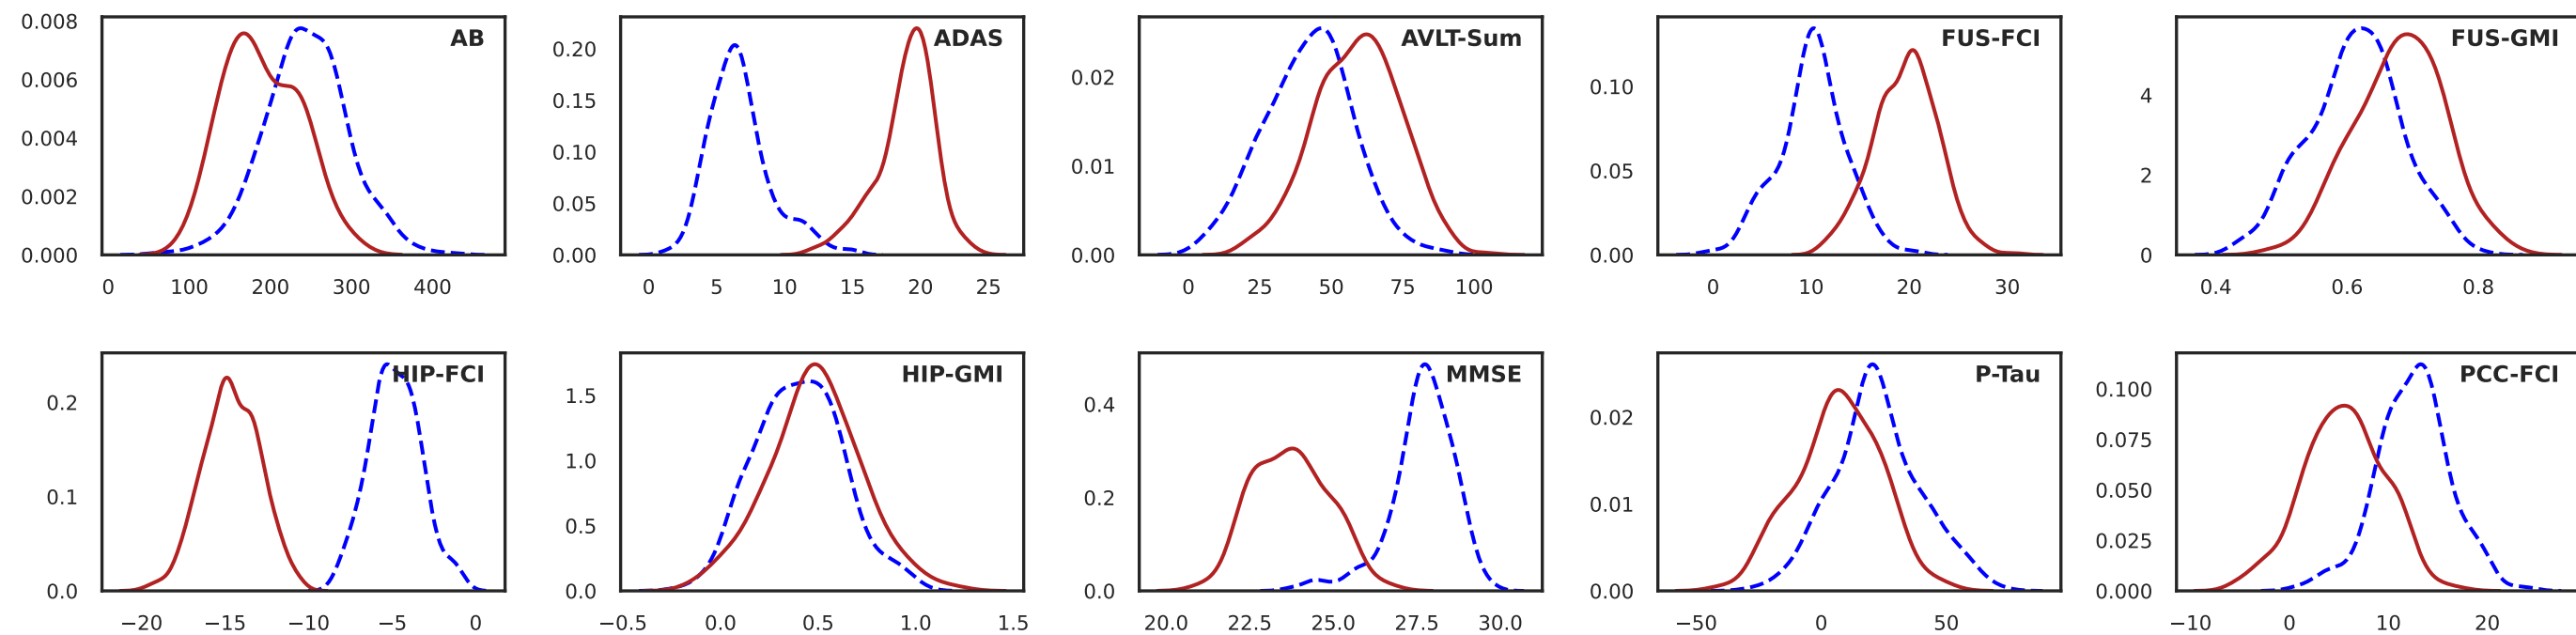 AB
0.008
0.006
0.004
0.002
0.000
0 100 200 300 400
ADAS
0.20
0.15
0.10
0.05
0.00
0 5 10 15 20 25
AVLT-Sum
0.02
0.01
0.00
0 25 50 75 100
FUS-FCI
0.10
0.05
0.00
0 10 20 30
FUS-GMI
4
2
0
0.4 0.6 0.8
HIP-FCI
0.2
0.1
0.0
−20 −15 −10 −5 0
HIP-GMI
1.5
1.0
0.5
0.0
−0.5 0.0 0.5 1.0 1.5
MMSE
0.4
0.2
0.0
20.0 22.5 25.0 27.5 30.0
P-Tau
0.02
0.01
0.00
−50 0 50
PCC-FCI
0.100
0.075
0.050
0.025
0.000
−10 0 10 20